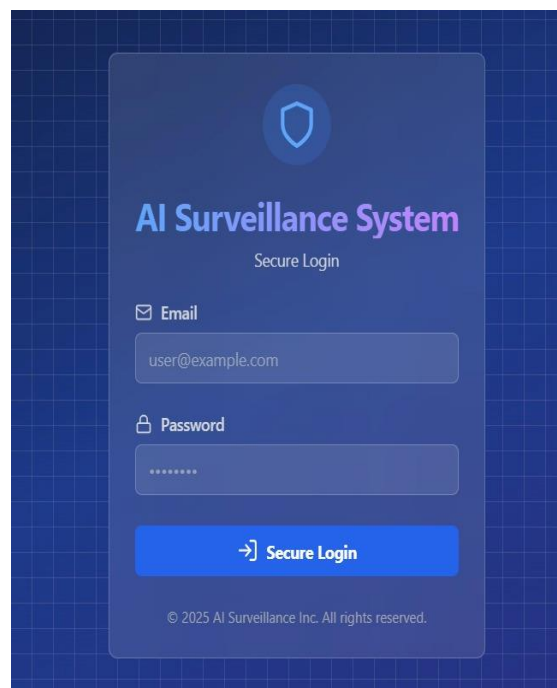 AI Surveillance System
Secure Login
Email
user@example.com
Password
••••••••
Secure Login
© 2025 AI Surveillance Inc. All rights reserved.